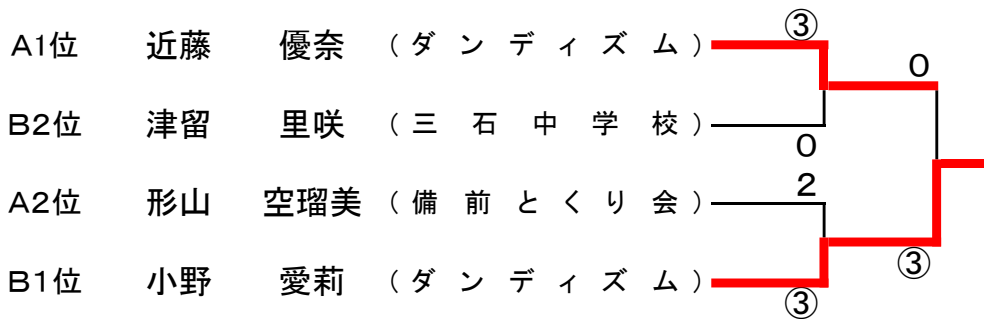 A1位 近藤 優奈 (ダンディズム) ③
0
B2位 津留 里咲 (三石中学校)
0
A2位 形山 空瑠美 (備前とくり会) 2
③
B1位 小野 愛莉 (ダンディズム) ③